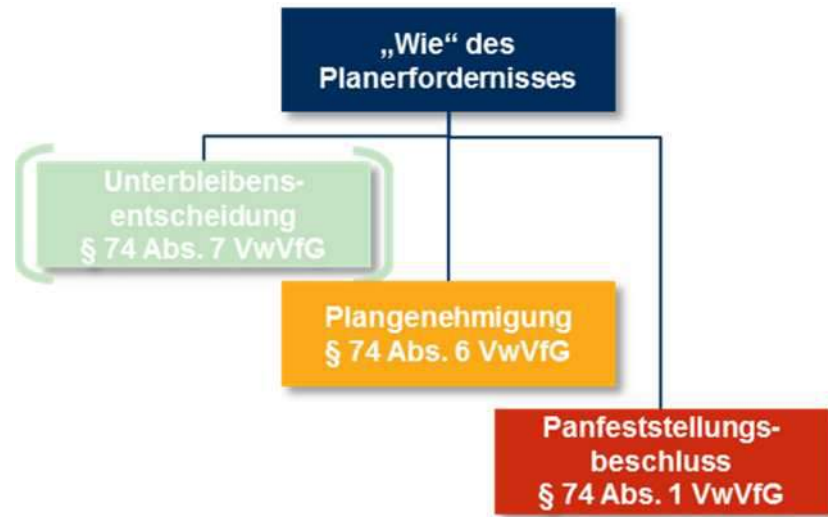 „Wie“ des
Planerfordernisses
Unterbleibens-
entscheidung
§ 74 Abs. 7 VwVfG
Plangenehmigung
§ 74 Abs. 6 VwVfG
Panfeststellungs-
beschluss
§ 74 Abs. 1 VwVfG